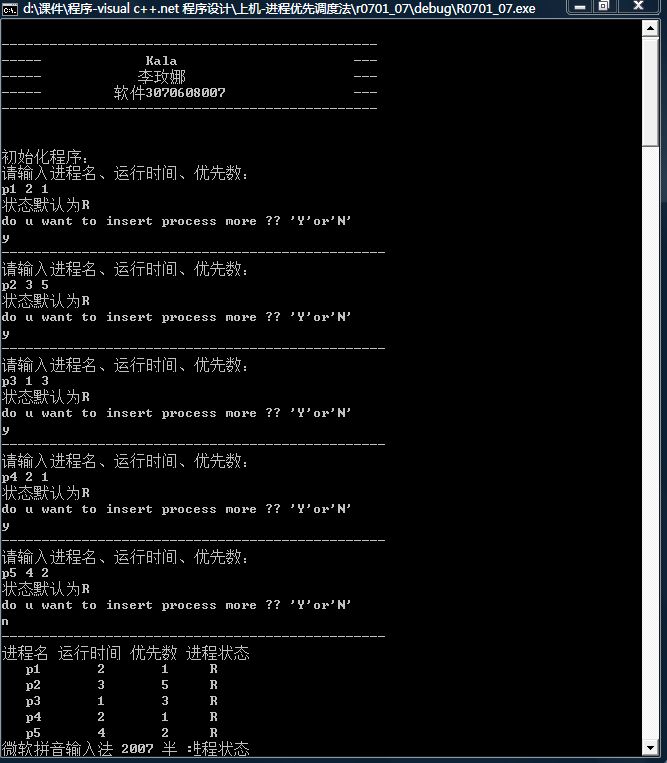 d:\课件\程序-visual c++.net 程序设计\上机-进程优先调度法\r0701_07\debug\R0701_07.exe
-----------------------------------------------
----- Kala ---
----- 李玫娜 ---
----- 软件3070608007 ---
-----------------------------------------------
初始化程序：
请输入进程名、运行时间、优先数：
p1 2 1
状态默认为R
do u want to insert process more ?? 'Y'or'N'
y
------------------------------------------------
请输入进程名、运行时间、优先数：
p2 3 5
状态默认为R
do u want to insert process more ?? 'Y'or'N'
y
------------------------------------------------
请输入进程名、运行时间、优先数：
p3 1 3
状态默认为R
do u want to insert process more ?? 'Y'or'N'
y
------------------------------------------------
请输入进程名、运行时间、优先数：
p4 2 1
状态默认为R
do u want to insert process more ?? 'Y'or'N'
y
------------------------------------------------
请输入进程名、运行时间、优先数：
p5 4 2
状态默认为R
do u want to insert process more ?? 'Y'or'N'
n
------------------------------------------------
进程名 运行时间 优先数 进程状态
p1 2 1 R
p2 3 5 R
p3 1 3 R
p4 2 1 R
p5 4 2 R
微软拼音输入法 2007 半 :进程状态